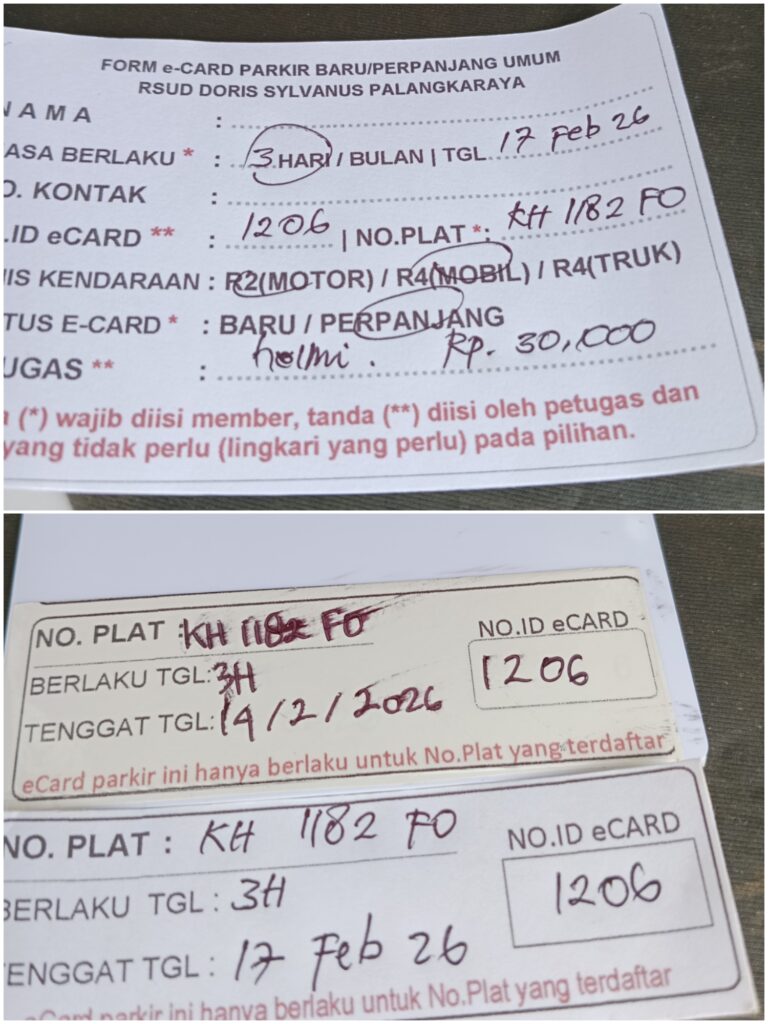 FORM e-CARD PARKIR BARU/PERPANJANG UMUM
RSUD DORIS SYLVANUS PALANGKARAYA
NAMA :
ASA BERLAKU * : 3 HARI / BULAN | TGL 17 Feb 26
O. KONTAK :
.ID eCARD ** : 1206 | NO.PLAT *: KH 1182 FO
IS KENDARAAN : R2(MOTOR) / R4(MOBIL) / R4(TRUK)
TUS E-CARD * : BARU / PERPANJANG
UGAS ** : helmi . Rp. 30,000
(*) wajib diisi member, tanda (**) diisi oleh petugas dan
yang tidak perlu (lingkari yang perlu) pada pilihan.
NO. PLAT : KH 1182 FO
NO.ID eCARD
BERLAKU TGL: 3H
1206
TENGGAT TGL: 14/2/2026
eCard parkir ini hanya berlaku untuk No.Plat yang terdaftar
NO. PLAT : KH 1182 FO
NO.ID eCARD
BERLAKU TGL : 3H
1206
TENGGAT TGL : 17 Feb 26
eCard parkir ini hanya berlaku untuk No.Plat yang terdaftar